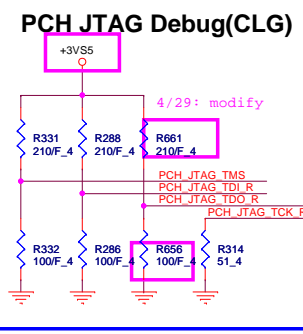 PCH JTAG Debug(CLG)
+3VS5
4/29: modify
R331
210/F_4
R288
210/F_4
R661
210/F_4
PCH_JTAG_TMS
PCH_JTAG_TDI_R
PCH_JTAG_TDO_R
PCH_JTAG_TCK_R
R332
100/F_4
R286
100/F_4
R656
100/F_4
R314
51_4